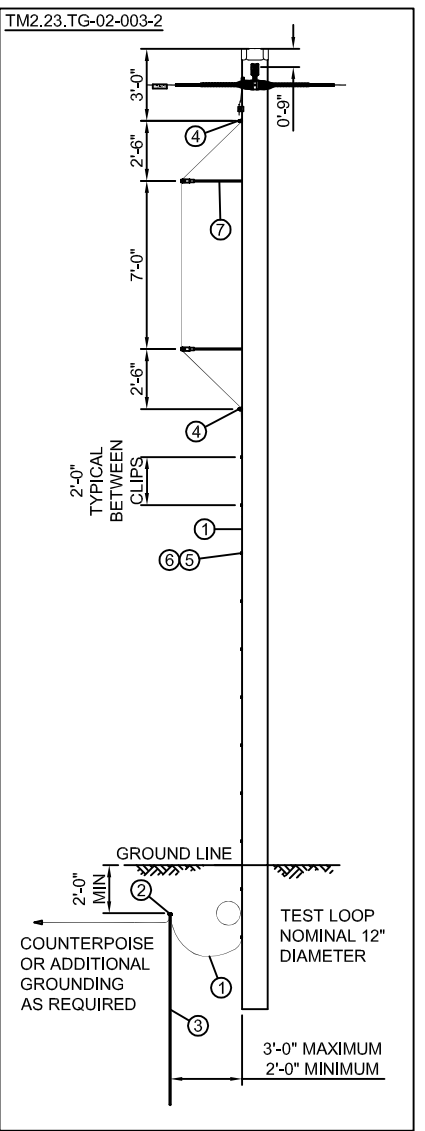 TM2.23.TG-02-003-2
3'-0"
0'-9"
4
2'-6"
7
7'-0"
2'-6"
4
2'-0"
TYPICAL
BETWEEN
CLIPS
1
6 5
GROUND LINE
2'-0"
MIN
2
TEST LOOP
NOMINAL 12"
DIAMETER
COUNTERPOISE
OR ADDITIONAL
GROUNDING
AS REQUIRED
1
3
3'-0" MAXIMUM
2'-0" MINIMUM